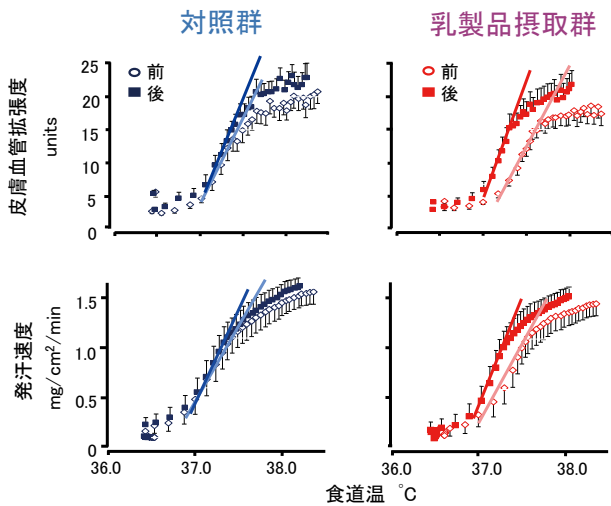 対照群
乳製品摂取群
皮膚血管拡張度
units
25
20
15
10
5
0
前
後
前
後
発汗速度
mg/cm²/min
1.5
1.0
0.5
0
36.0
37.0
38.0
36.0
37.0
38.0
食道温 °C